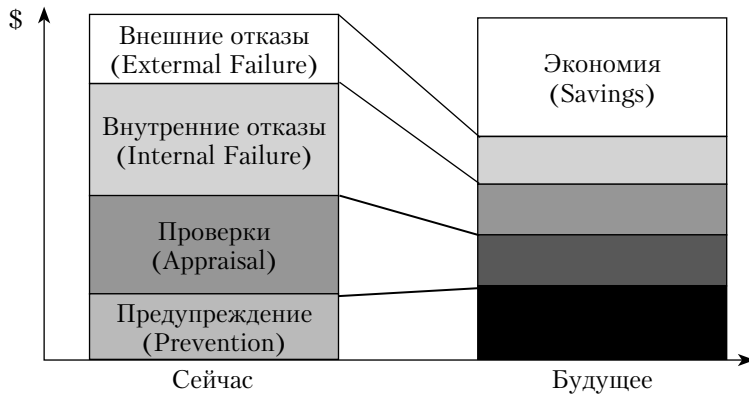 $
Внешние отказы
(Extermal Failure)
Внутренние отказы
(Internal Failure)
Проверки
(Appraisal)
Предупреждение
(Prevention)
Экономия
(Savings)
Сейчас
Будущее